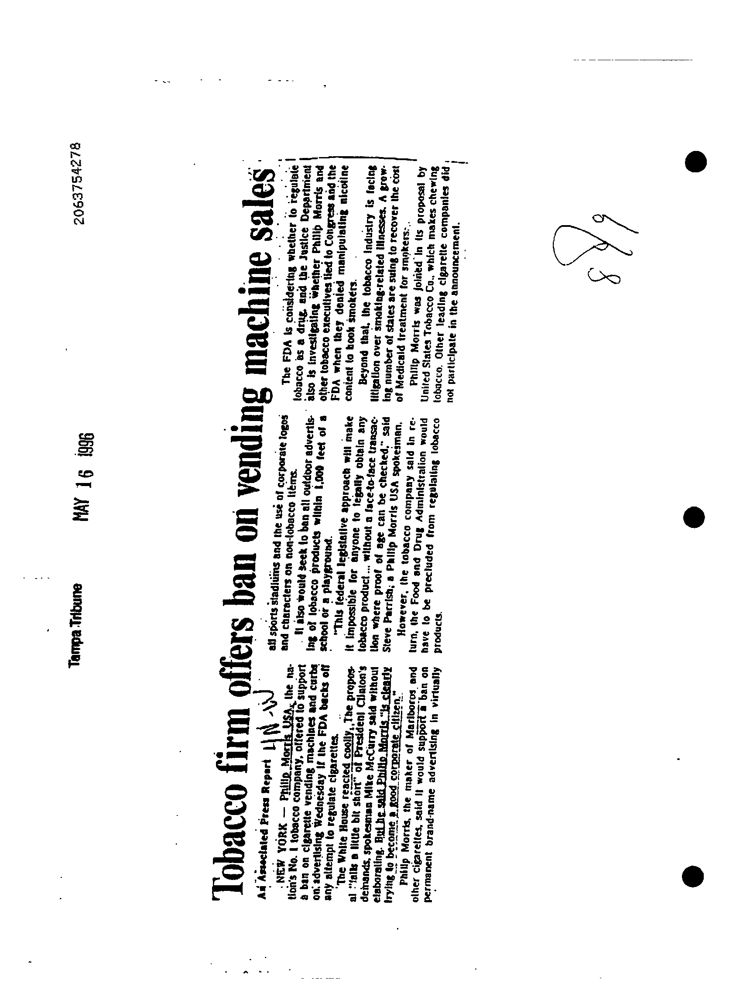 2063754278
MAY 16 1996
Tampa Tribune
Tobacco firm offers ban on vending machine sales
An Associated Press Report
NEW YORK — Philip Morris USA, the na-
tion's No. 1 tobacco company, offered to support
a ban on cigarette vending machines and curbs
on advertising Wednesday if the FDA backs off
any attempt to regulate cigarettes.
The White House reacted coolly. The propos-
al "falls a little bit short" of President Clinton's
demands, spokesman Mike McCurry said without
elaborating. But he said Philip Morris "is clearly
trying to become a good corporate citizen."
Philip Morris, the maker of Marlboros and
other cigarettes, said it would support a ban on
permanent brand-name advertising in virtually
all sports stadiums and the use of corporate logos
and characters on non-tobacco items.
It also would seek to ban all outdoor advertis-
ing of tobacco products within 1,000 feet of a
school or a playground.
"This federal legislative approach will make
it impossible for anyone to legally obtain any
tobacco product ... without a face-to-face transac-
tion where proof of age can be checked," said
Steve Parrish, a Philip Morris USA spokesman.
However, the tobacco company said in re-
turn, the Food and Drug Administration would
have to be precluded from regulating tobacco
products.
The FDA is considering whether to regulate
tobacco as a drug, and the Justice Department
also is investigating whether Philip Morris and
other tobacco executives lied to Congress and the
FDA when they denied manipulating nicotine
content to hook smokers.
Beyond that, the tobacco industry is facing
litigation over smoking-related illnesses. A grow-
ing number of states are suing to recover the cost
of Medicaid treatment for smokers.
Philip Morris was joined in its proposal by
United States Tobacco Co., which makes chewing
tobacco. Other leading cigarette companies did
not participate in the announcement.